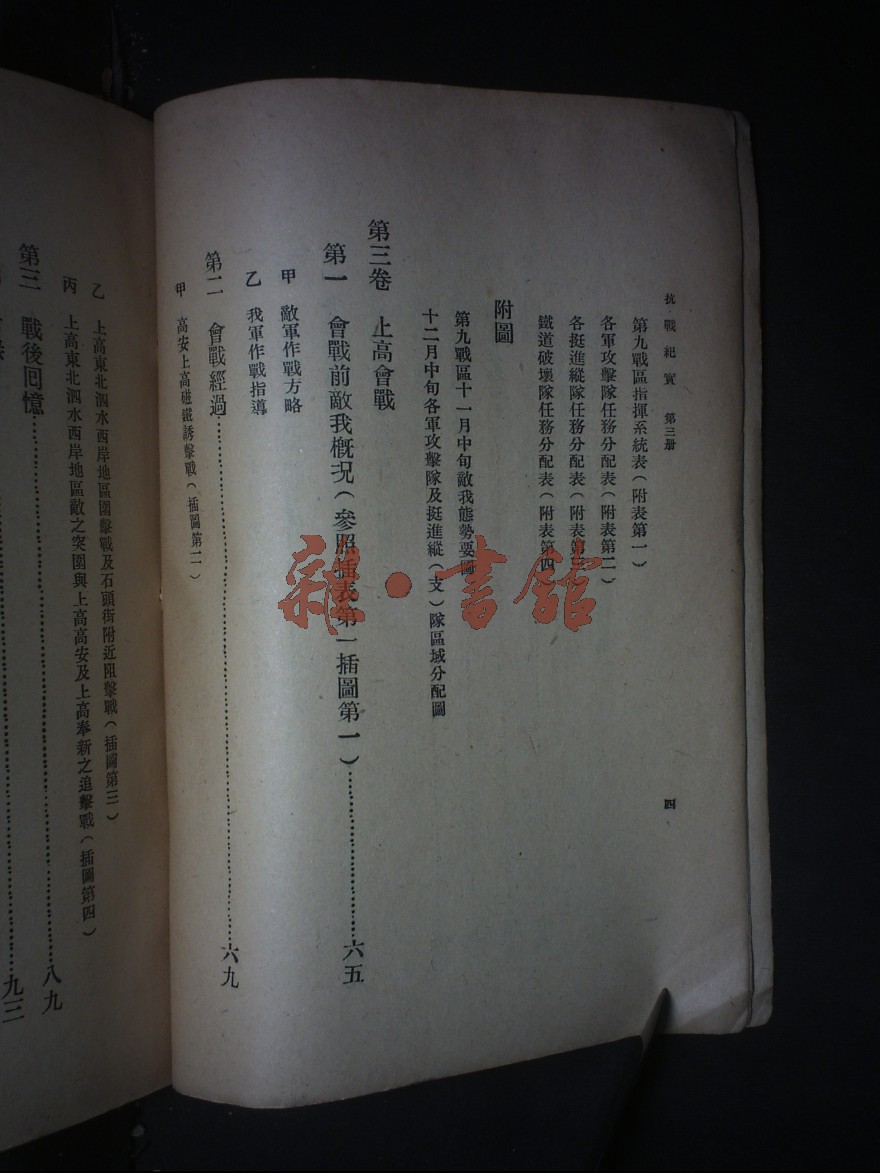 抗戰紀實 第三册
四
第九戰區指揮系統表(附表第一)
各軍攻擊隊任務分配表(附表第二)
各挺進縱隊任務分配表(附表第三)
鐵道破壞隊任務分配表(附表第四)
附圖
第九戰區十一月中旬敵我態勢要圖
十二月中旬各軍攻擊隊及挺進縱(支)隊區域分配圖
第三卷 上高會戰
第一 會戰前敵我概況(參照插表第一插圖第一)……六五
甲 敵軍作戰方略
乙 我軍作戰指導
第二 會戰經過……六九
甲 高安上高磁鐵誘擊戰(插圖第二)
乙 上高東北泗水西岸地區圍擊戰及石頭街附近阻擊戰(插圖第三)
丙 上高東北泗水西岸地區敵之突圍與上高高安及上高奉新之追擊戰(插圖第四)
第三 戰後回憶……八九
九三
雜·書館